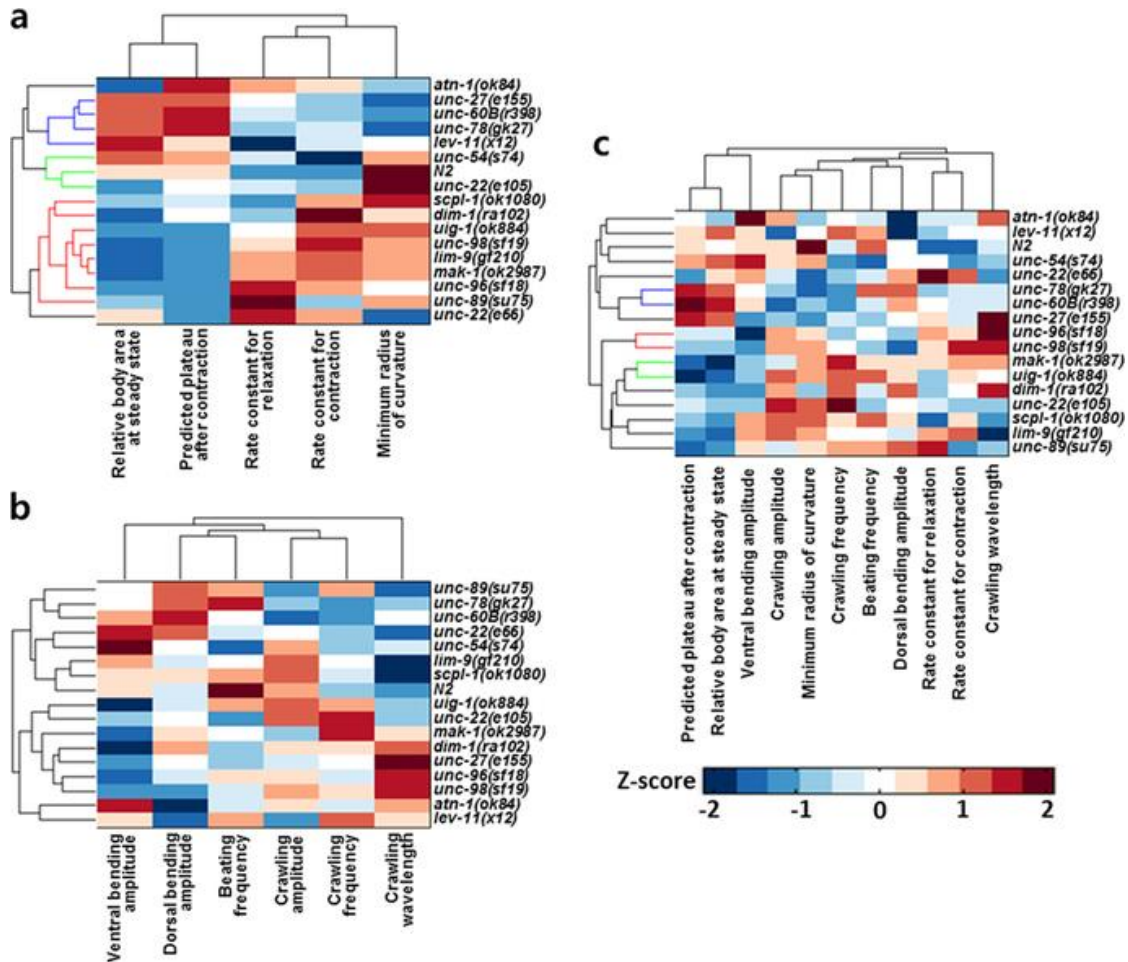 a
atn-1(ok84)
unc-27(e155)
unc-60B(r398)
unc-78(gk27)
lev-11(x12)
unc-54(s74)
N2
unc-22(e105)
scpl-1(ok1080)
dim-1(ra102)
uig-1(ok884)
unc-98(sf19)
lim-9(gf210)
mak-1(ok2987)
unc-96(sf18)
unc-89(su75)
unc-22(e66)
Relative body area
at steady state
Predicted plateau
after contraction
Rate constant for
relaxation
Rate constant for
contraction
Minimum radius
of curvature
b
unc-89(su75)
unc-78(gk27)
unc-60B(r398)
unc-22(e66)
unc-54(s74)
lim-9(gf210)
scpl-1(ok1080)
N2
uig-1(ok884)
unc-22(e105)
mak-1(ok2987)
dim-1(ra102)
unc-27(e155)
unc-96(sf18)
unc-98(sf19)
atn-1(ok84)
lev-11(x12)
Ventral bending
amplitude
Dorsal bending
amplitude
Beating
frequency
Crawling
amplitude
Crawling
frequency
Crawling
wavelength
c
atn-1(ok84)
lev-11(x12)
N2
unc-54(s74)
unc-22(e66)
unc-78(gk27)
unc-60B(r398)
unc-27(e155)
unc-96(sf18)
unc-98(sf19)
mak-1(ok2987)
uig-1(ok884)
dim-1(ra102)
unc-22(e105)
scpl-1(ok1080)
lim-9(gf210)
unc-89(su75)
Predicted plateau after contraction
Relative body area at steady state
Ventral bending amplitude
Crawling amplitude
Minimum radius of curvature
Crawling frequency
Beating frequency
Dorsal bending amplitude
Rate constant for relaxation
Rate constant for contraction
Crawling wavelength
Z-score
-2 -1 0 1 2